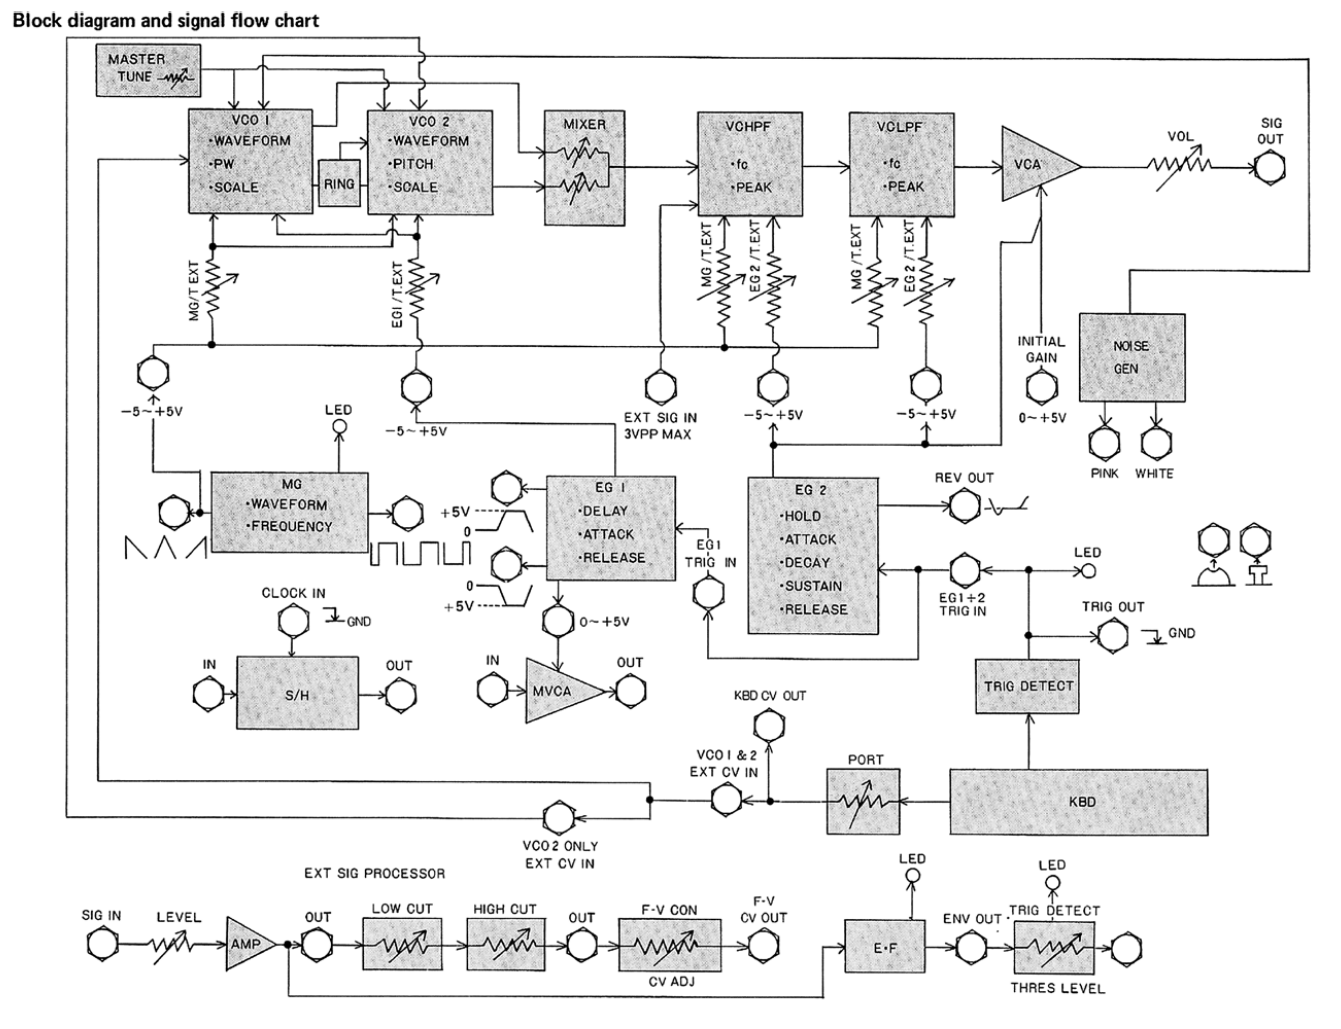 Block diagram and signal flow chart
MASTER
TUNE
VCO 1
•WAVEFORM
•PW
•SCALE
RING
VCO 2
•WAVEFORM
•PITCH
•SCALE
MIXER
VCHPF
•fc
•PEAK
VCLPF
•fc
•PEAK
VCA
VOL
SIG
OUT
MG/T.EXT
EG1/T.EXT
MG/T.EXT
EG2/T.EXT
MG/T.EXT
EG2/T.EXT
INITIAL
GAIN
0~+5V
NOISE
GEN
PINK
WHITE
-5~+5V
LED
-5~+5V
EXT SIG IN
3VPP MAX
-5~+5V
-5~+5V
MG
•WAVEFORM
•FREQUENCY
+5V
0
0
+5V
EG 1
•DELAY
•ATTACK
•RELEASE
EG1
TRIG IN
EG 2
•HOLD
•ATTACK
•DECAY
•SUSTAIN
•RELEASE
REV OUT
EG1+2
TRIG IN
LED
TRIG OUT
GND
CLOCK IN
GND
IN
S/H
OUT
0~+5V
IN
MVCA
OUT
TRIG DETECT
KBD CV OUT
VCO 1 & 2
EXT CV IN
PORT
KBD
VCO 2 ONLY
EXT CV IN
EXT SIG PROCESSOR
SIG IN
LEVEL
AMP
OUT
LOW CUT
HIGH CUT
OUT
F-V CON
CV ADJ
F-V
CV OUT
LED
E•F
ENV OUT
LED
TRIG DETECT
THRES LEVEL